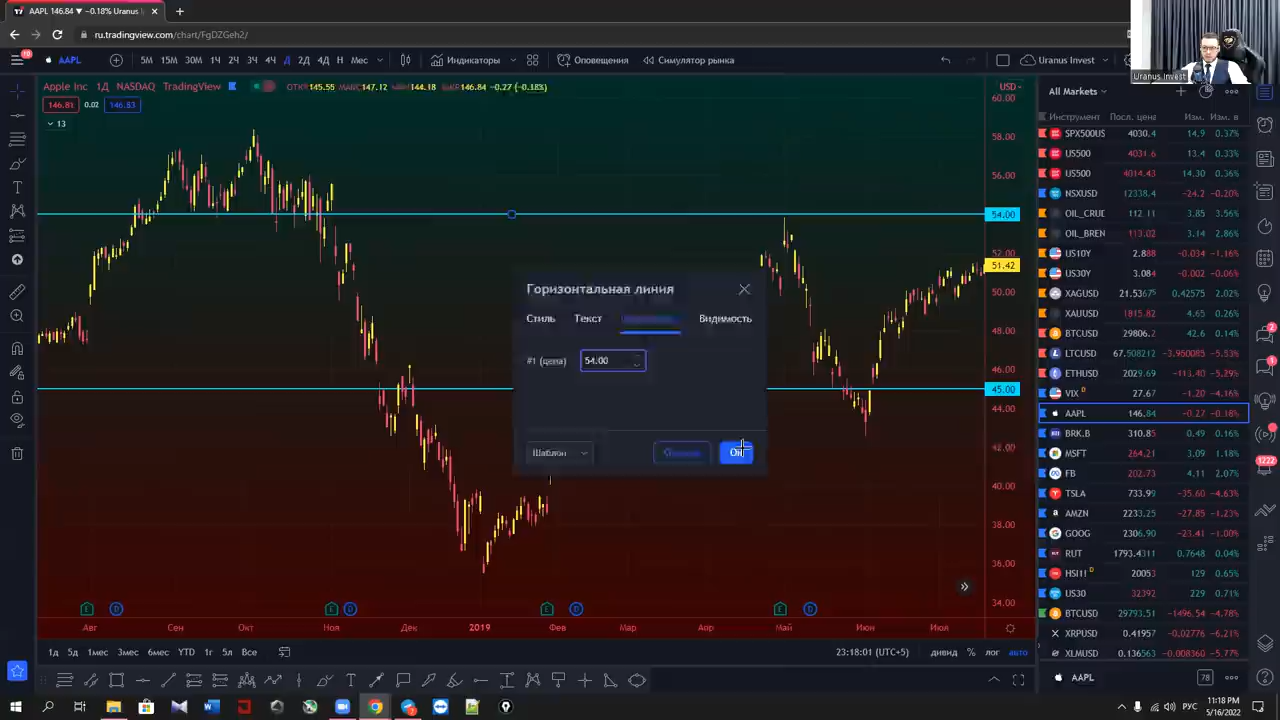 AAPL 146.84 ▼ −0.18% Uranus I
ru.tradingview.com/chart/FgDZGeh2/
Uranus Invest
AAPL
5М 15М 30М 1Ч 2Ч 3Ч 4Ч Д 2Д 4Д Н Мес
Индикаторы
Оповещения
Симулятор рынка
Uranus Invest
Apple Inc 1Д NASDAQ TradingView
ОТК145.55 МАКС147.12 144.18 146.84 −0.27 (−0.18%)
146.81 0.02 146.83
13
USD
60.00
58.00
56.00
54.00
52.00
51.42
50.00
48.00
46.00
45.00
44.00
42.00
40.00
38.00
36.00
34.00
Горизонтальная линия
Стиль Текст Видимость
#1 (цена) 54.00
Шаблон
All Markets
Инструмент Посл. цена Изм. Изм. в
SPX500US 4030.4 14.9 0.37%
US500 4031.6 13.4 0.33%
US500 4014.43 14.30 0.36%
NSXUSD 12338.4 −24.2 −0.20%
OIL_CRUD 112.11 3.85 3.56%
OIL_BREN 113.02 3.14 2.86%
US10Y 2.888 −0.034 −1.16%
US30Y 3.084 −0.002 −0.06%
XAGUSD 21.5367⁵ 0.42575 2.02%
XAUUSD 1815.82 4.65 0.26%
BTCUSD 29806.2 42.6 0.14%
LTCUSD 67.508212 −3.950085 −5.53%
ETHUSD 2029.69 −113.40 −5.29%
VIX D 27.67 −1.20 −4.16%
AAPL 146.84 −0.27 −0.18%
BRK.B 310.85 0.49 0.16%
MSFT 264.21 3.09 1.18%
FB 202.73 4.11 2.07%
TSLA 733.99 −35.60 −4.63%
AMZN 2233.25 −27.85 −1.23%
GOOG 2306.90 −23.41 −1.00%
RUT 1793.4311 0.7648 0.04%
HSI1! D 20053 129 0.65%
US30 32392 229 0.71%
BTCUSD 29793.51 −1496.54 −4.78%
XRPUSD 0.41957 −0.02776 −6.21%
XLMUSD 0.136563 −0.008360 −5.77%
1222
Авг Сен Окт Ноя Дек 2019 Фев Мар Апр Май Июн Июл
1д 5д 1мес 3мес 6мес YTD 1г 5л Все
23:18:01 (UTC+5)
дивид % лог авто
AAPL
78
РУС
11:18 PM
5/16/2022